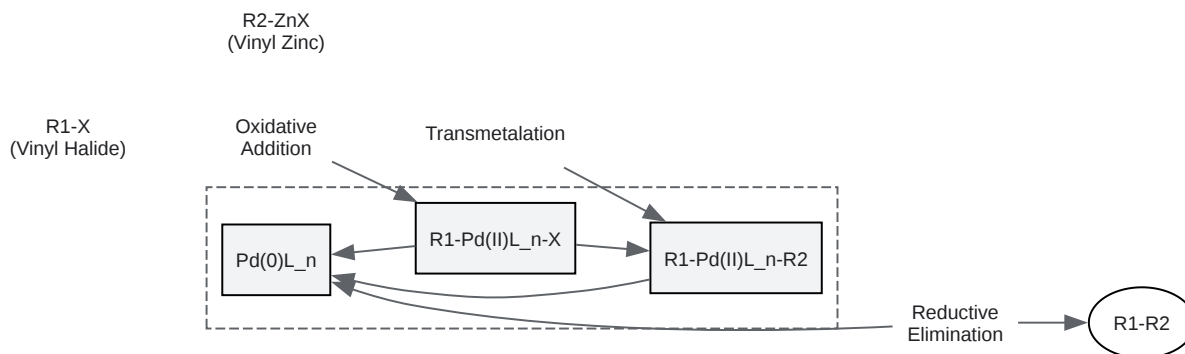 R2-ZnX
(Vinyl Zinc)
R1-X
(Vinyl Halide)
Oxidative
Addition
Transmetalation
Pd(0)L_n
R1-Pd(II)L_n-X
R1-Pd(II)L_n-R2
Reductive
Elimination
R1-R2